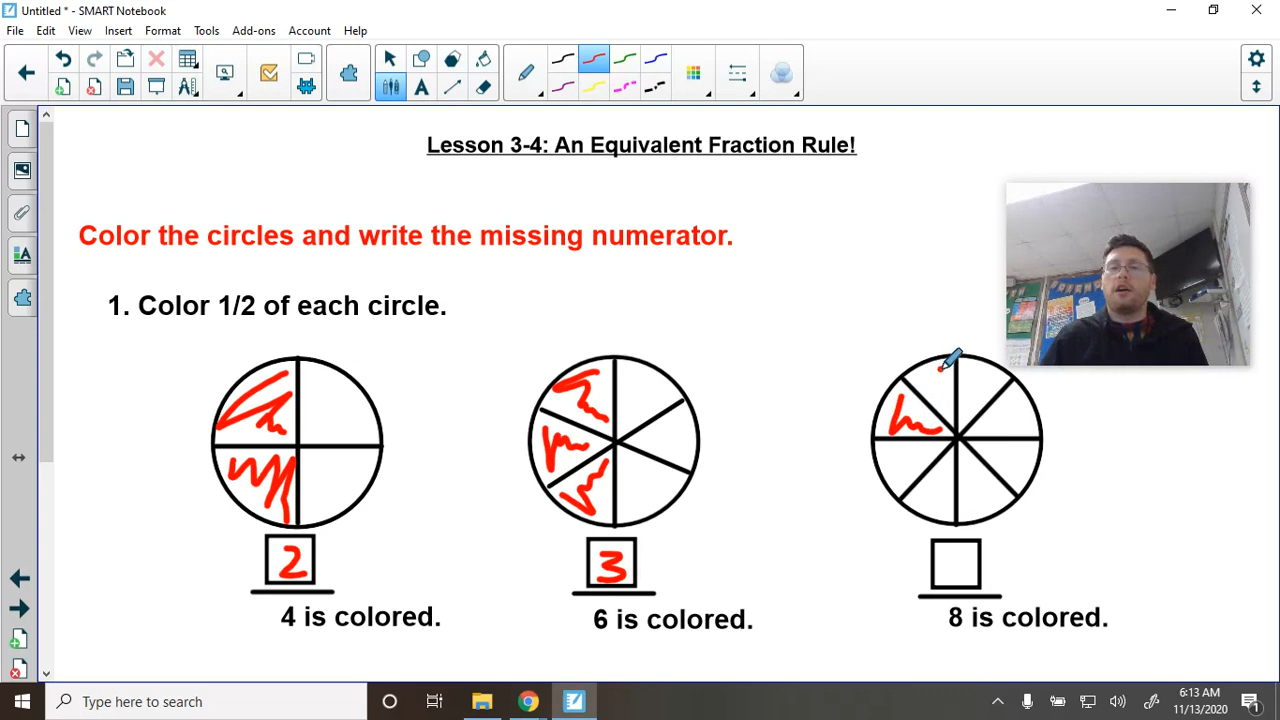 Untitled * - SMART Notebook
File Edit View Insert Format Tools Add-ons Account Help
Lesson 3-4: An Equivalent Fraction Rule!
Color the circles and write the missing numerator.
1. Color 1/2 of each circle.
2 3
4 is colored. 6 is colored. 8 is colored.
Type here to search
6:13 AM
11/13/2020
1